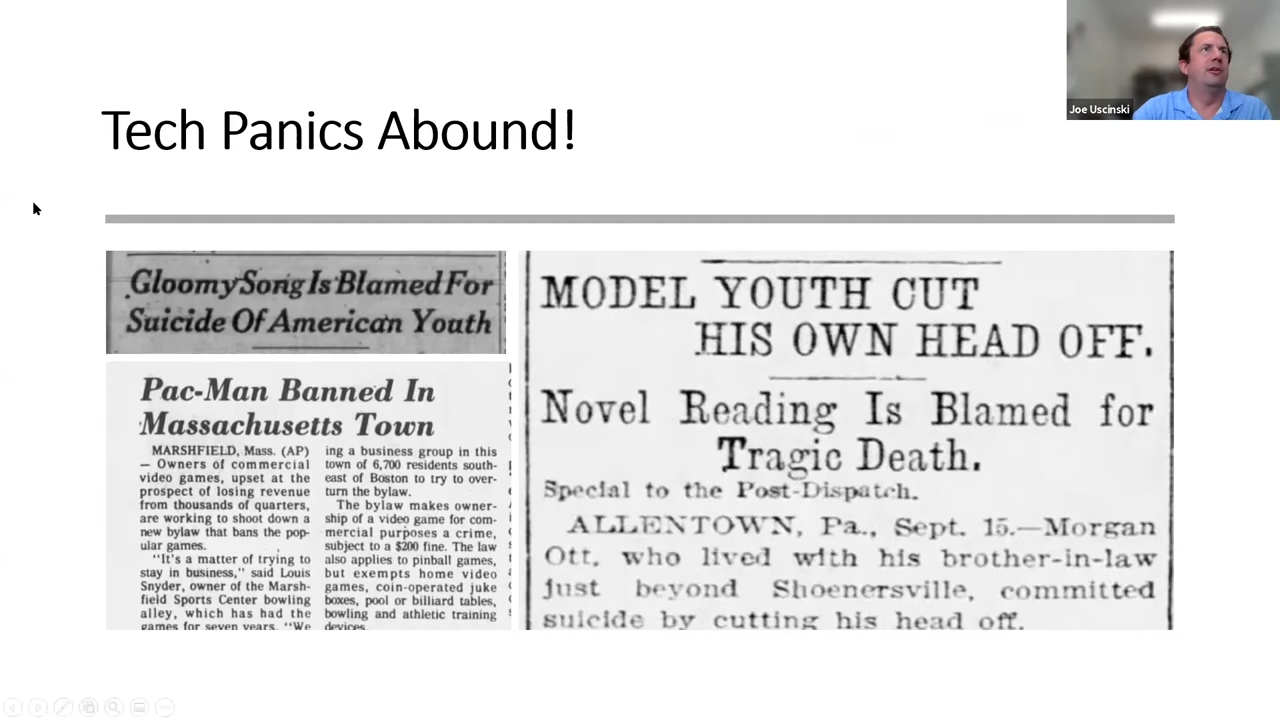 Tech Panics Abound!
Joe Uscinski
Gloomy Song Is Blamed For
Suicide Of American Youth
Pac-Man Banned In
Massachusetts Town
MARSHFIELD, Mass. (AP)
— Owners of commercial
video games, upset at the
prospect of losing revenue
from thousands of quarters,
are working to shoot down a
new bylaw that bans the pop-
ular games.
"It's a matter of trying to
stay in business," said Louis
Snyder, owner of the Marsh-
field Sports Center bowling
alley, which has had the
games for seven years. "We
ing a business group in this
town of 6,700 residents south-
east of Boston to try to over-
turn the bylaw.
The bylaw makes owner-
ship of a video game for com-
mercial purposes a crime,
subject to a $200 fine. The law
also applies to pinball games,
but exempts home video
games, coin-operated juke
boxes, pool or billiard tables,
bowling and athletic training
devices.
MODEL YOUTH CUT
HIS OWN HEAD OFF.
Novel Reading Is Blamed for
Tragic Death.
Special to the Post-Dispatch.
ALLENTOWN, Pa., Sept. 15.—Morgan
Ott, who lived with his brother-in-law
just beyond Shoenersville, committed
suicide by cutting his head off.